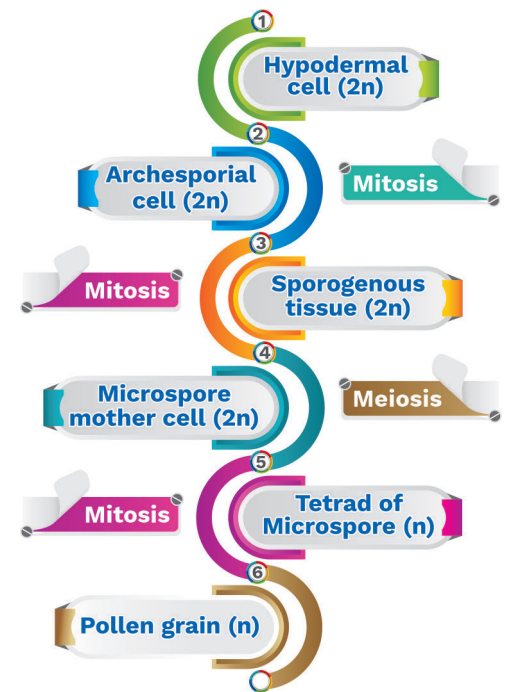 1
Hypodermal
cell (2n)
2
Archesporial
cell (2n)
Mitosis
3
Mitosis
Sporogenous
tissue (2n)
4
Microspore
mother cell (2n)
Meiosis
5
Mitosis
Tetrad of
Microspore (n)
6
Pollen grain (n)